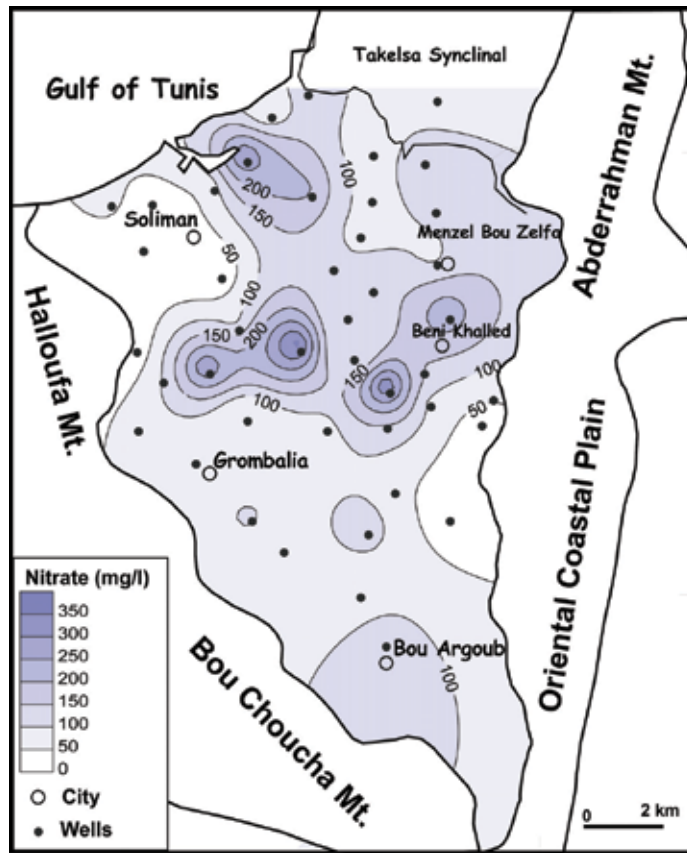 Takelsa Synclinal
Gulf of Tunis
Abderrahman Mt.
200
100
150
Soliman
Menzel Bou Zelfa
50
100
Halloufa Mt.
150
200
Beni Khalled
150
100
100
50
Grombalia
Oriental Coastal Plain
Nitrate (mg/l)
350
300
250
200
150
100
50
0
City
Wells
Bou Argoub
100
Bou Choucha Mt.
0 2 km